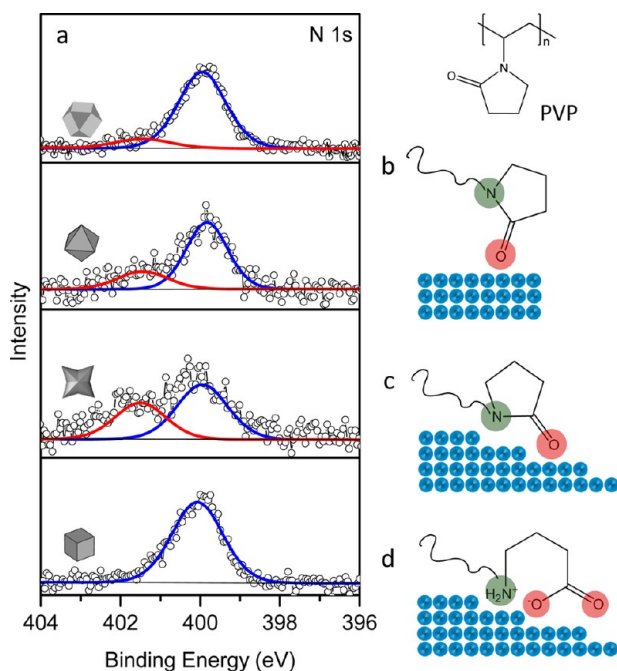 a
N 1s
Intensity
404 402 400 398 396
Binding Energy (eV)
n
N
O
PVP
b
N
O
c
N
O
d
H₂N⁺
⁻O
O